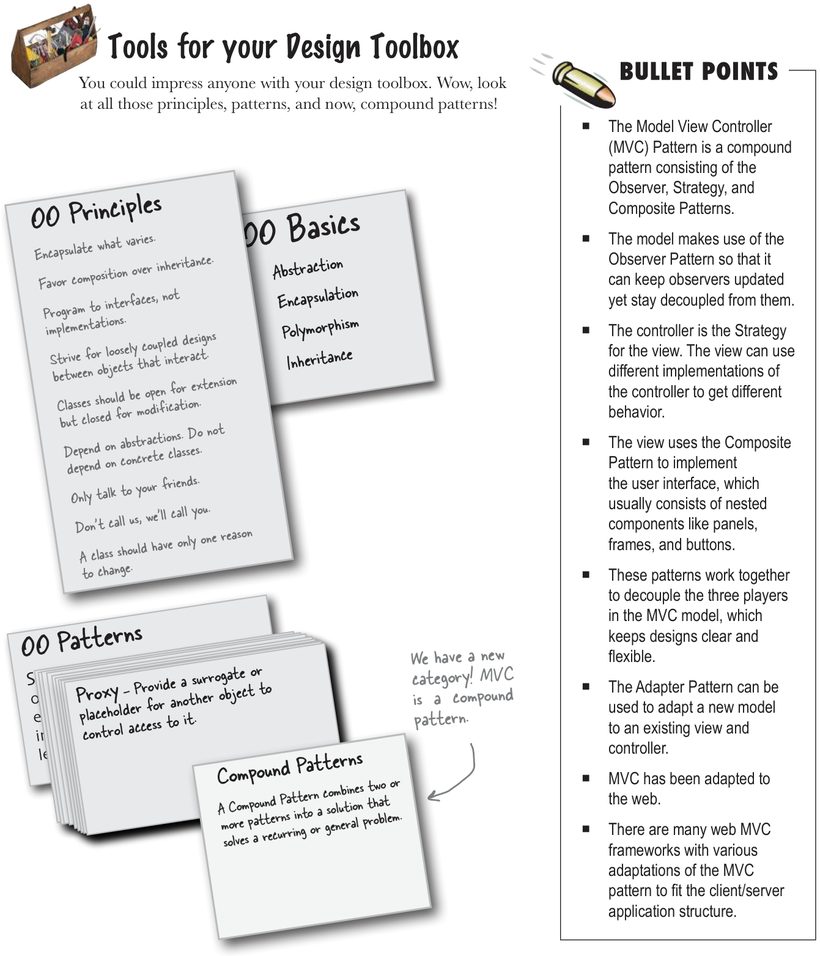 Tools for your Design Toolbox
You could impress anyone with your design toolbox. Wow, look
at all those principles, patterns, and now, compound patterns!
OO Principles
Encapsulate what varies.
Favor composition over inheritance.
Program to interfaces, not
implementations.
Strive for loosely coupled designs
between objects that interact.
Classes should be open for extension
but closed for modification.
Depend on abstractions. Do not
depend on concrete classes.
Only talk to your friends.
Don't call us, we'll call you.
A class should have only one reason
to change.
OO Basics
Abstraction
Encapsulation
Polymorphism
Inheritance
OO Patterns
Proxy – Provide a surrogate or
placeholder for another object to
control access to it.
We have a new
category! MVC
is a compound
pattern.
Compound Patterns
A Compound Pattern combines two or
more patterns into a solution that
solves a recurring or general problem.
BULLET POINTS
■ The Model View Controller
(MVC) Pattern is a compound
pattern consisting of the
Observer, Strategy, and
Composite Patterns.
■ The model makes use of the
Observer Pattern so that it
can keep observers updated
yet stay decoupled from them.
■ The controller is the Strategy
for the view. The view can use
different implementations of
the controller to get different
behavior.
■ The view uses the Composite
Pattern to implement
the user interface, which
usually consists of nested
components like panels,
frames, and buttons.
■ These patterns work together
to decouple the three players
in the MVC model, which
keeps designs clear and
flexible.
■ The Adapter Pattern can be
used to adapt a new model
to an existing view and
controller.
■ MVC has been adapted to
the web.
■ There are many web MVC
frameworks with various
adaptations of the MVC
pattern to fit the client/server
application structure.